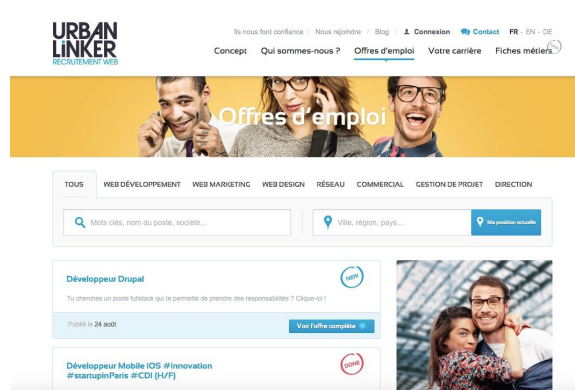 URBAN
LiNKER
RECRUTEMENT WEB
Ils nous font confiance / Nous rejoindre / Blog / Connexion Contact FR - EN - DE
Concept Qui sommes-nous ? Offres d'emploi Votre carrière Fiches métiers
Offres d'emploi
TOUS WEB DÉVELOPPEMENT WEB MARKETING WEB DESIGN RÉSEAU COMMERCIAL GESTION DE PROJET DIRECTION
Mots clés, nom du poste, société... Ville, région, pays... Ma position actuelle
Développeur Drupal NEW
Tu cherches un poste fullstack qui te permette de prendre des responsabilités ? Clique-ici !
Publié le 24 août Voir l'offre complète
Développeur Mobile iOS #innovation
#startupinParis #CDI (H/F) DONE